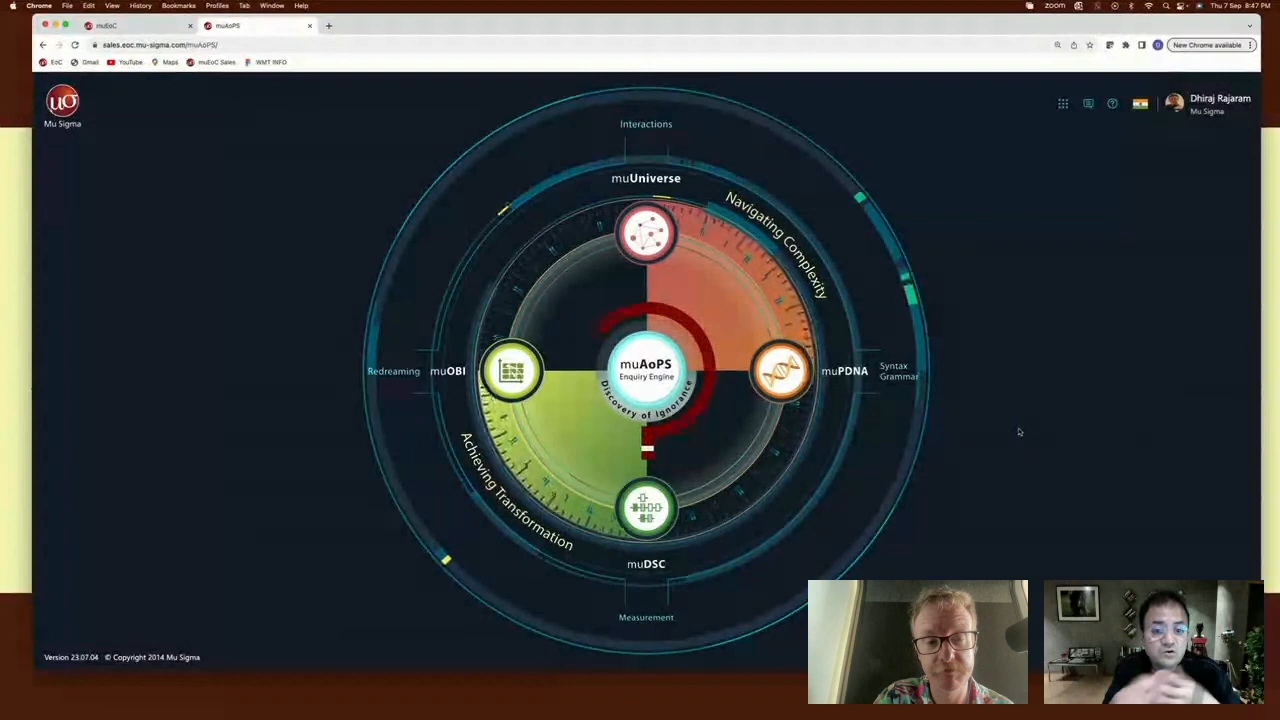 Chrome File Edit View History Bookmarks Profiles Tab Window Help
zoom Thu 7 Sep 8:47 PM
muEoC muAoPS
sales.eoc.mu-sigma.com/muAoPS/
New Chrome available
EoC Gmail YouTube Maps muEoC Sales WMT INFO
uσ
Mu Sigma
Dhiraj Rajaram
Mu Sigma
Interactions
muUniverse
Navigating Complexity
Redreaming
muOBI
muAoPS
Enquiry Engine
Discovery of Ignorance
muPDNA
Syntax
Grammar
Achieving Transformation
muDSC
Measurement
Version 23.07.04 © Copyright 2014 Mu Sigma